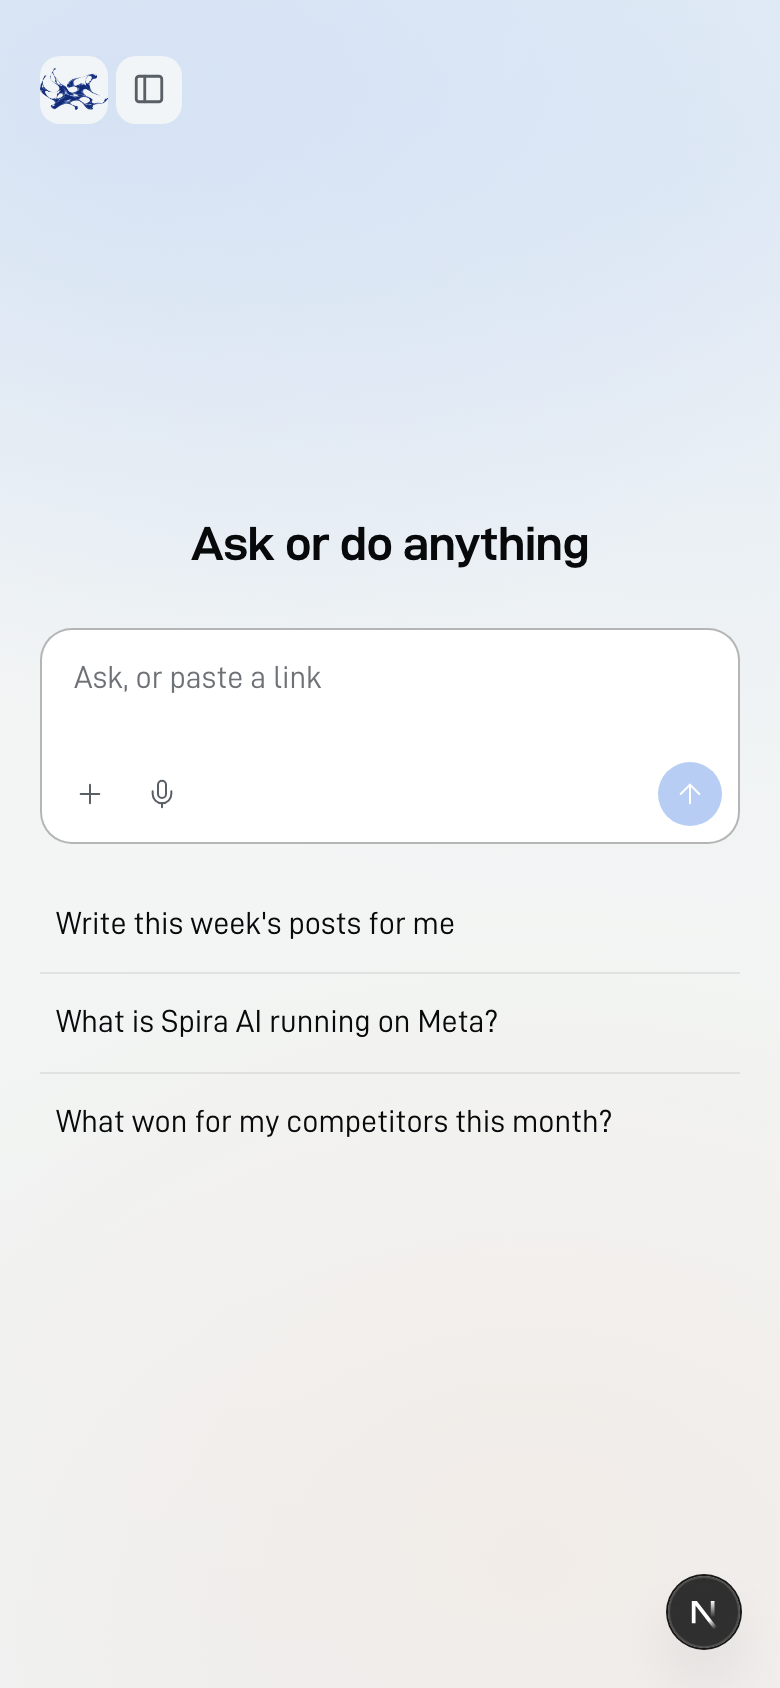 Ask or do anything
Ask, or paste a link
Write this week's posts for me
What is Spira AI running on Meta?
What won for my competitors this month?
N